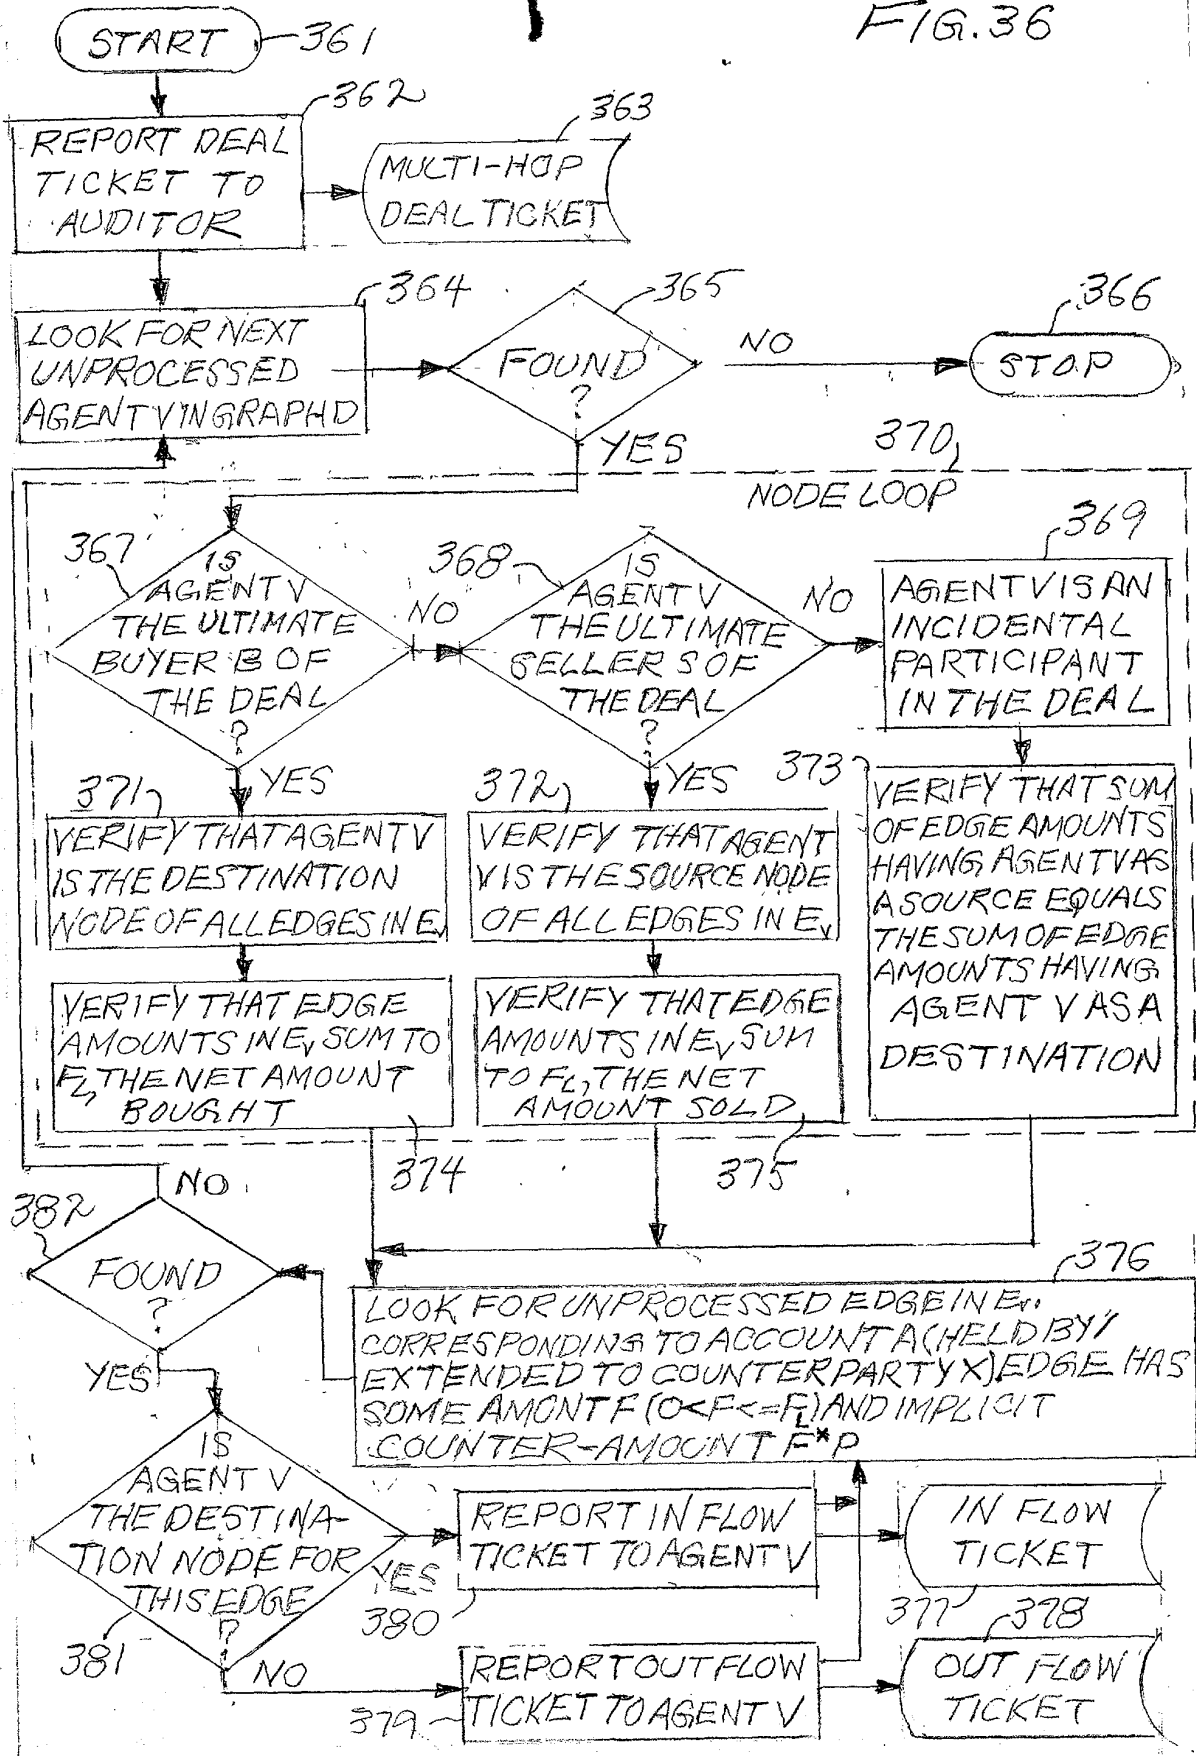 FIG. 36
START
361
362
REPORT DEAL
TICKET TO
AUDITOR
363
MULTI-HOP
DEAL TICKET
364
LOOK FOR NEXT
UNPROCESSED
AGENT V IN GRAPH D
365
FOUND
?
NO
366
STOP
YES
370
NODE LOOP
367
IS
AGENT V
THE ULTIMATE
BUYER B OF
THE DEAL
?
NO
368
IS
AGENT V
THE ULTIMATE
SELLER S OF
THE DEAL
?
NO
369
AGENT V IS AN
INCIDENTAL
PARTICIPANT
IN THE DEAL
YES
371
VERIFY THAT AGENT V
IS THE DESTINATION
NODE OF ALL EDGES IN Ev
YES
372
VERIFY THAT AGENT
V IS THE SOURCE NODE
OF ALL EDGES IN Ev
373
VERIFY THAT SUM
OF EDGE AMOUNTS
HAVING AGENT V AS
A SOURCE EQUALS
THE SUM OF EDGE
AMOUNTS HAVING
AGENT V AS A
DESTINATION
VERIFY THAT EDGE
AMOUNTS IN Ev SUM TO
FL, THE NET AMOUNT
BOUGHT
374
VERIFY THAT EDGE
AMOUNTS IN Ev SUM
TO FL, THE NET
AMOUNT SOLD
375
NO
382
FOUND
?
YES
376
LOOK FOR UNPROCESSED EDGE IN Ev
CORRESPONDING TO ACCOUNT A (HELD BY/
EXTENDED TO COUNTERPARTY X). EDGE HAS
SOME AMONT F (0<F<=FL) AND IMPLICIT
COUNTER-AMOUNT F*P
IS
AGENT V
THE DESTINA-
TION NODE FOR
THIS EDGE
?
381
YES
REPORT IN FLOW
TICKET TO AGENT V
380
IN FLOW
TICKET
377
NO
REPORT OUT FLOW
TICKET TO AGENT V
379
378
OUT FLOW
TICKET